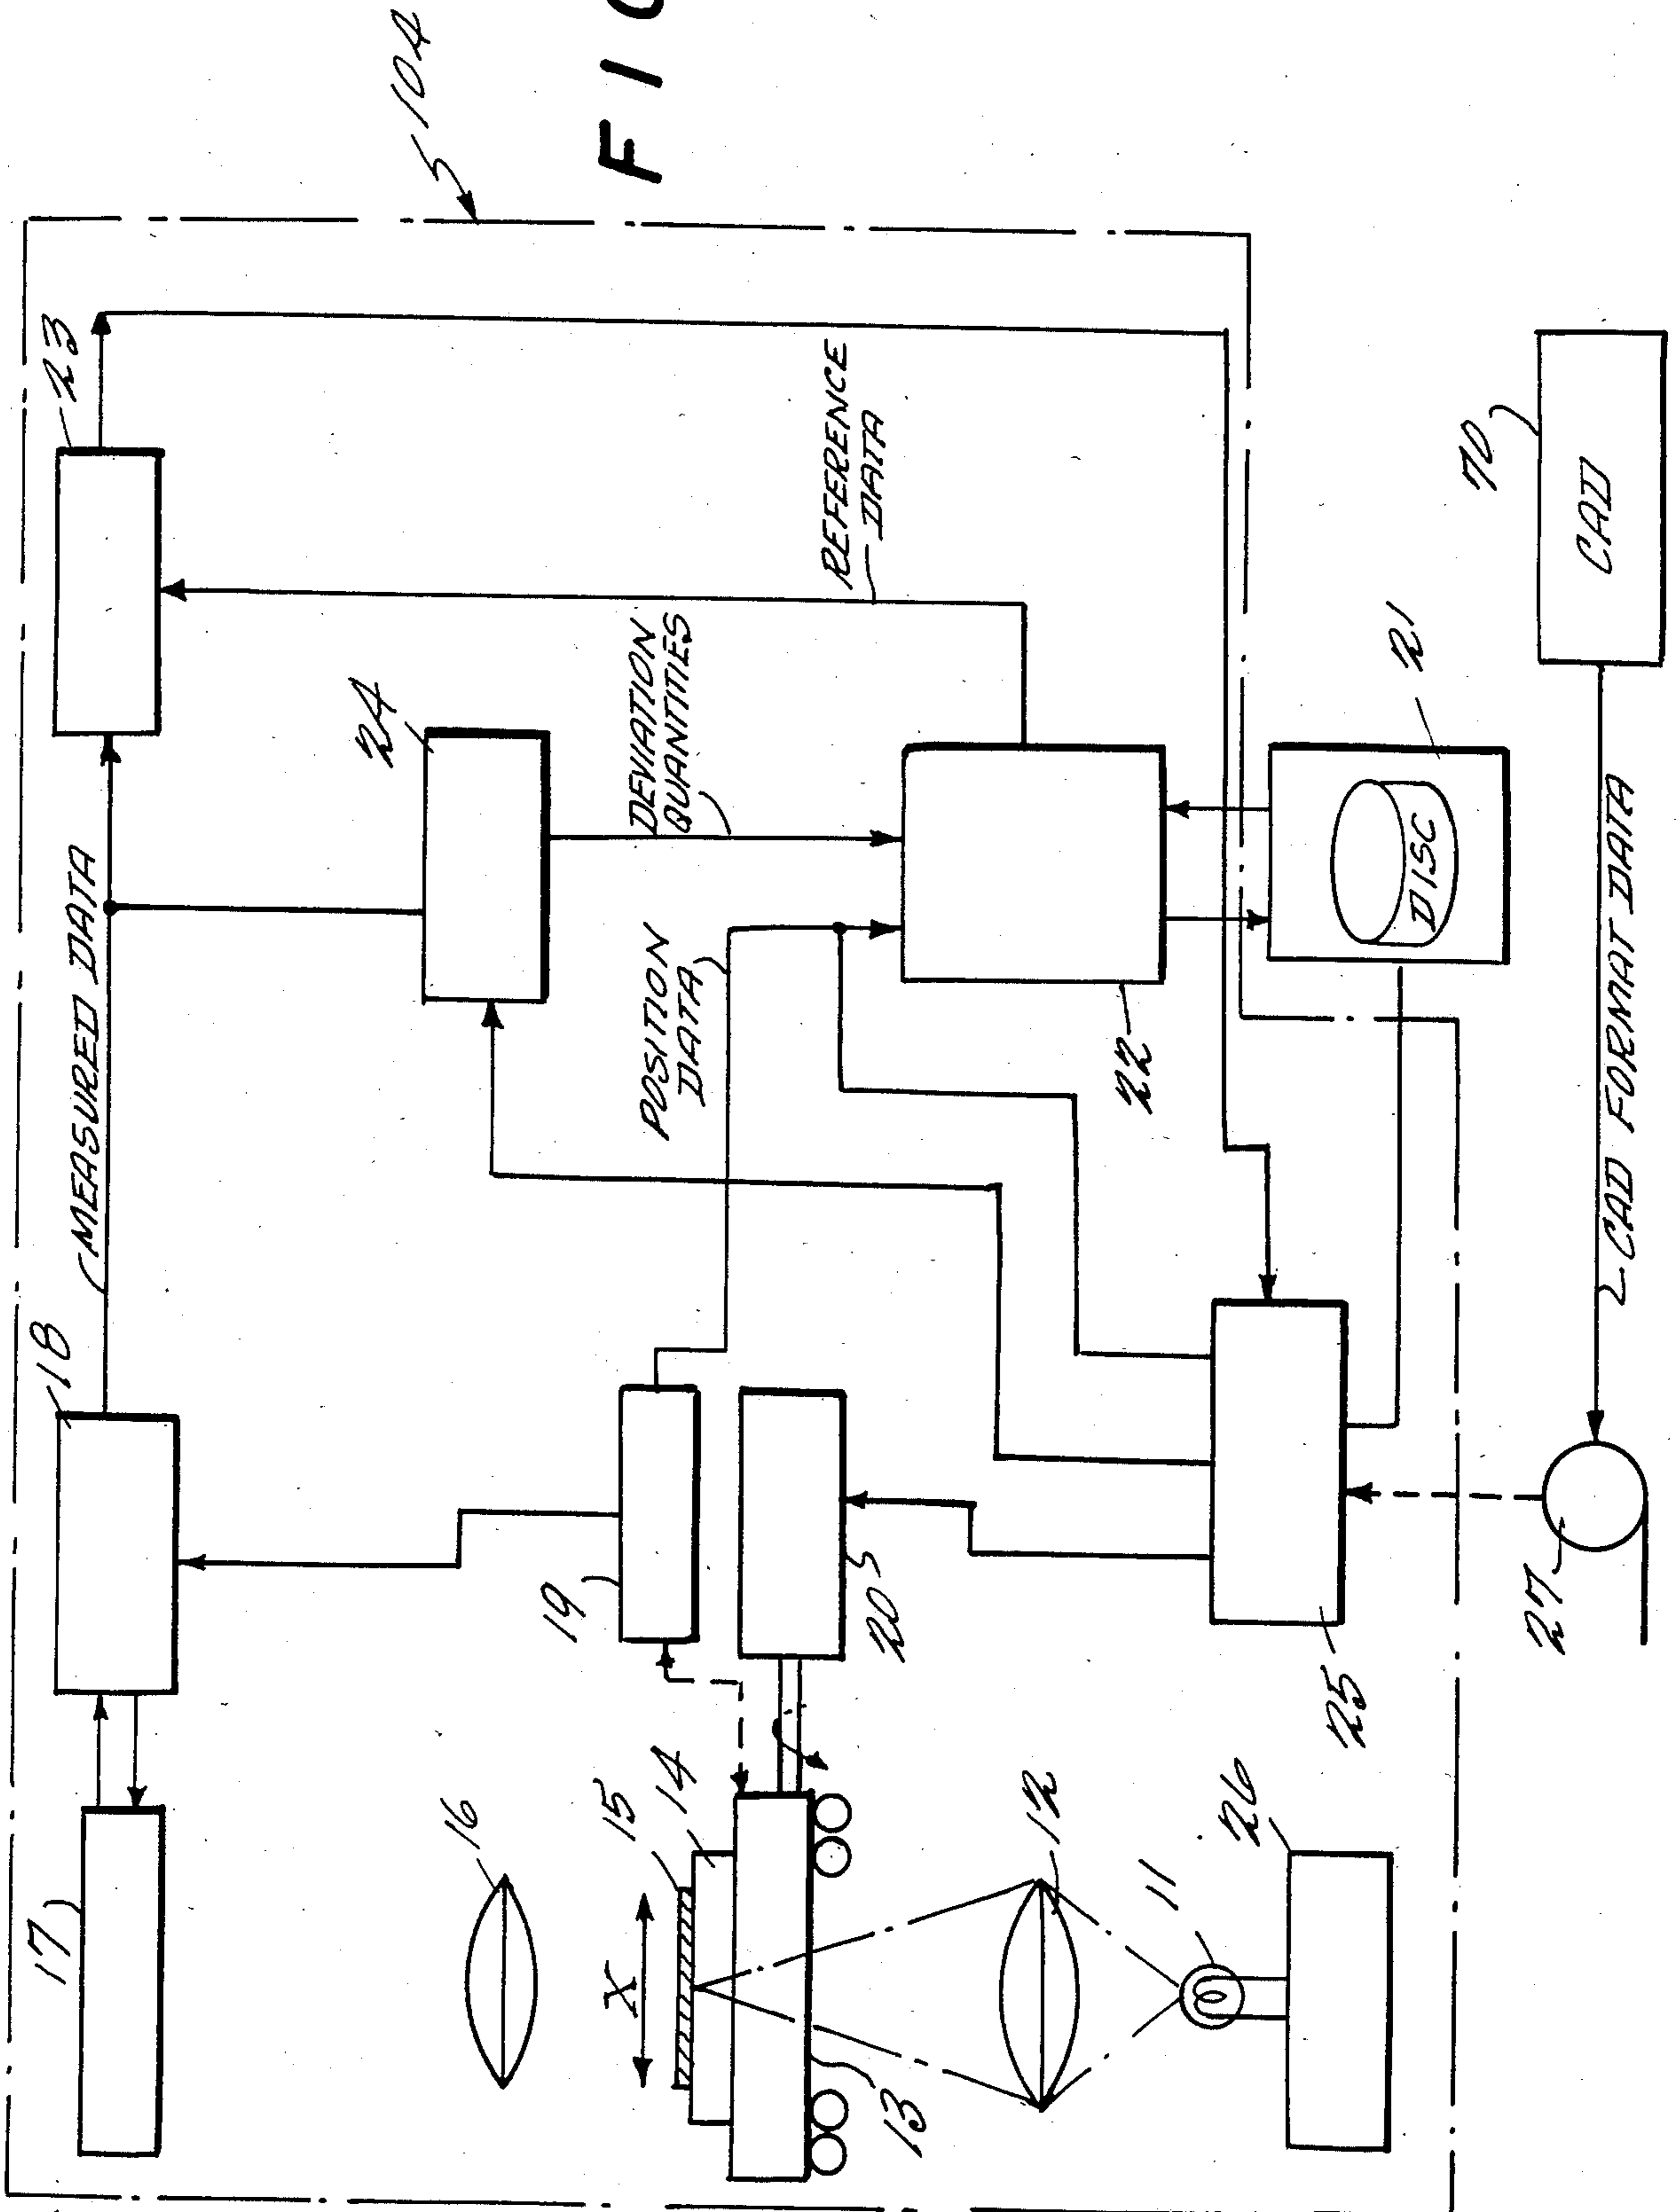 17
18
MEASURED DATA
23
104
FIG
16
24
15
14
X
19
POSITION
DATA
DEVIATION
QUANTITIES
REFERENCE
DATA
20
13
12
22
11
26
25
DISC
21
27
CAD FORMAT DATA
CAD
70